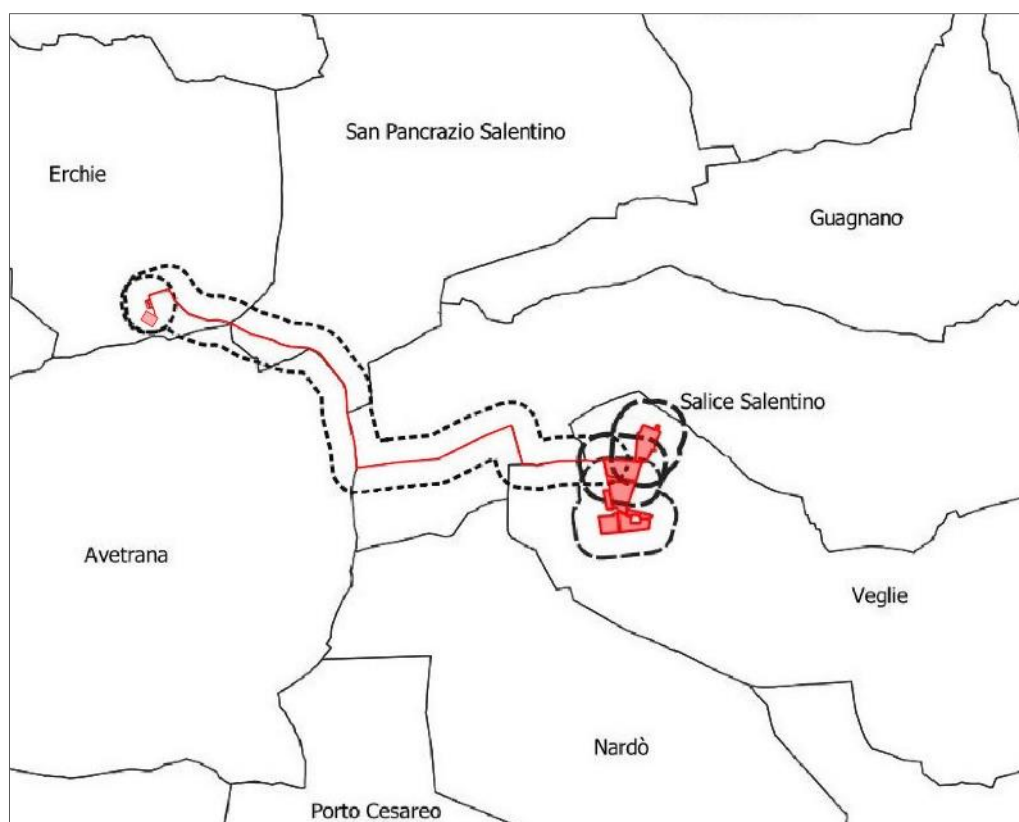 San Pancrazio Salentino
Erchie
Guagnano
Salice Salentino
Avetrana
Veglie
Nardò
Porto Cesareo